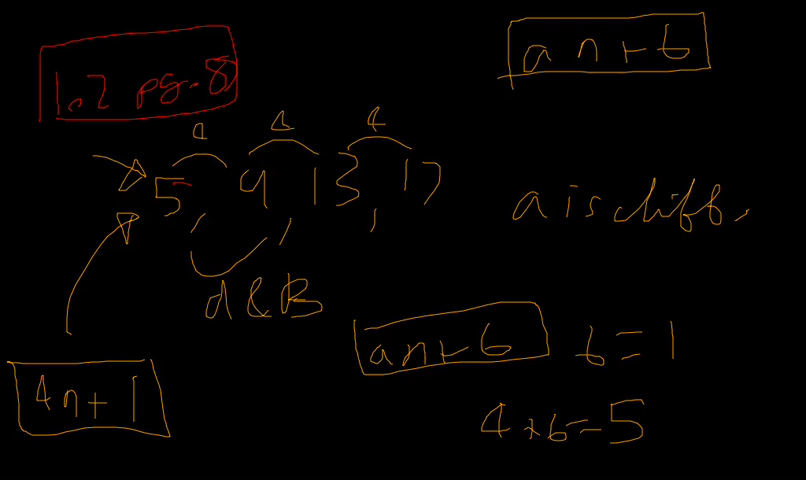 an+b
1.2 pg.8
4 4 4
5, 9, 13, 17
a is diff.
A&B
an+b b=1
4n+1
4+b=5